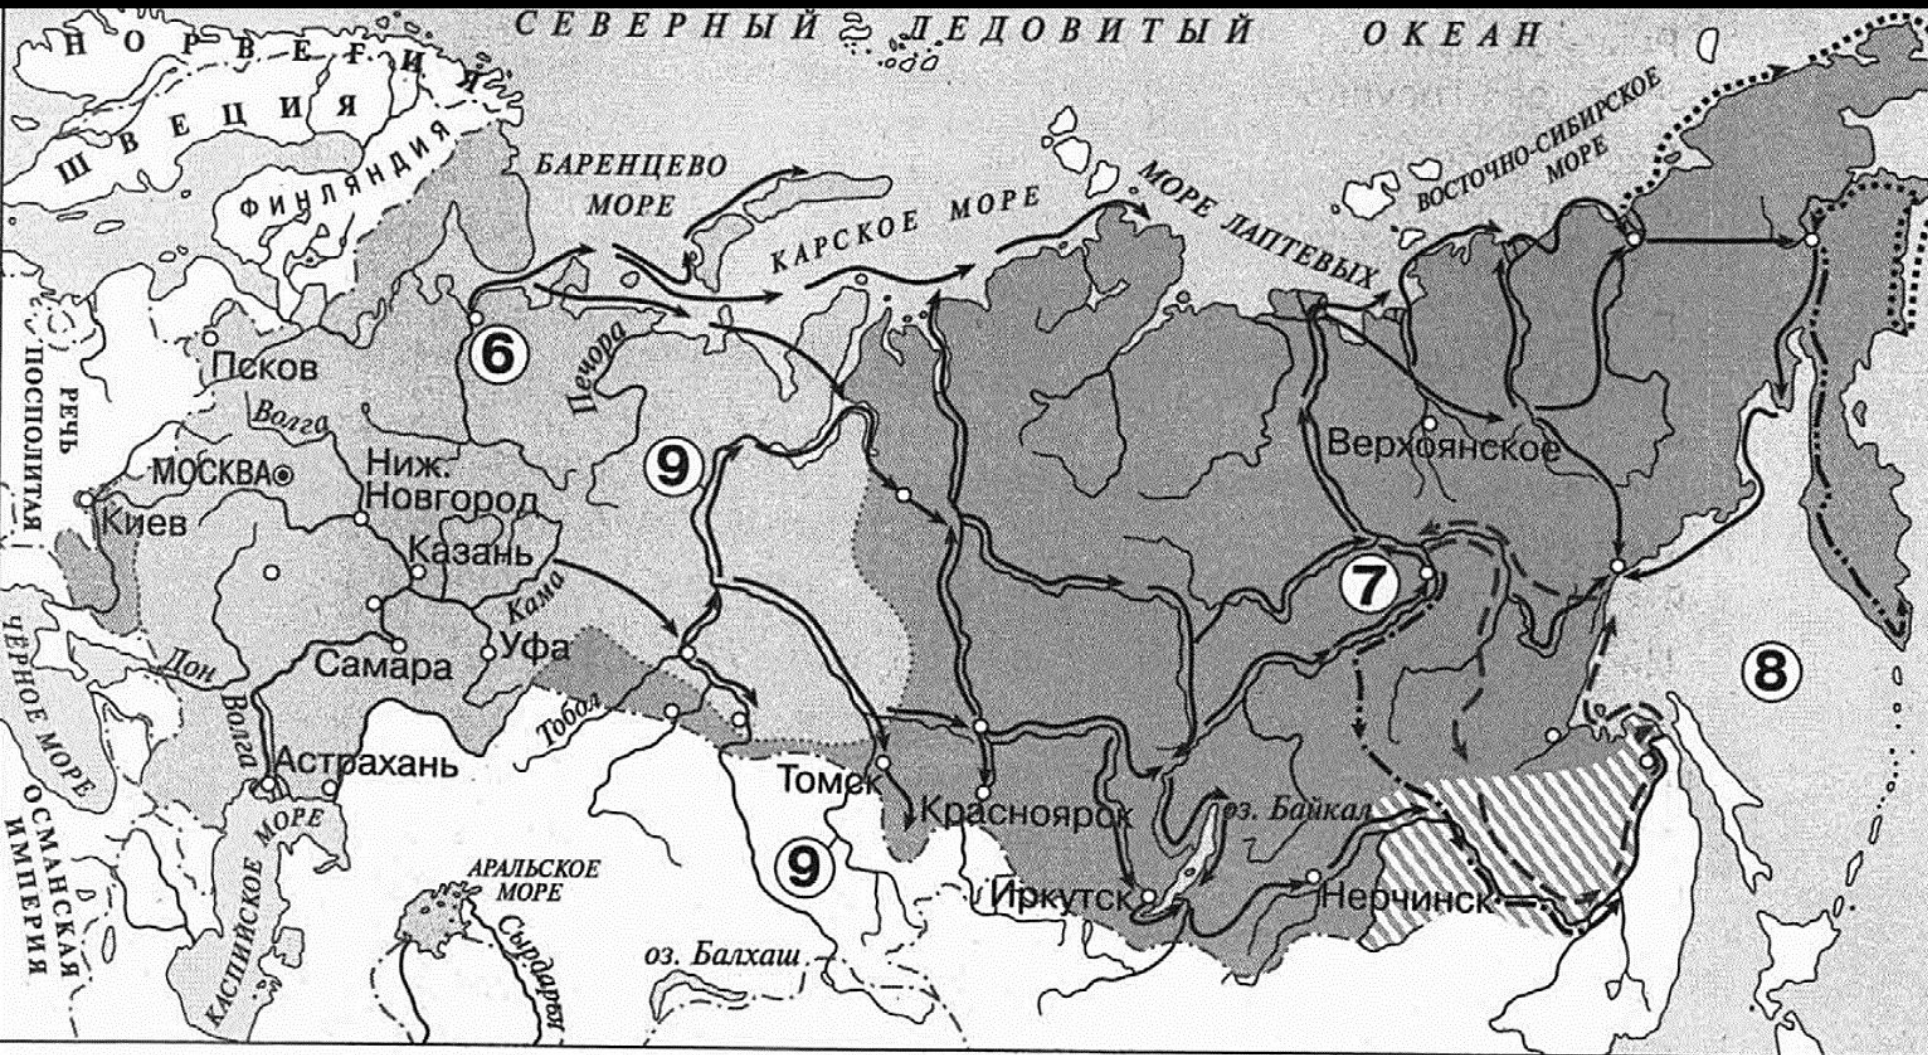 СЕВЕРНЫЙ ЛЕДОВИТЫЙ ОКЕАН
НОРВЕГИЯ
ШВЕЦИЯ
ФИНЛЯНДИЯ
БАРЕНЦЕВО
МОРЕ
КАРСКОЕ МОРЕ
МОРЕ ЛАПТЕВЫХ
ВОСТОЧНО-СИБИРСКОЕ
МОРЕ
РЕЧЬ
ПОСПОЛИТАЯ
Псков
6
Печора
Волга
МОСКВА
Ниж.
Новгород
9
Верхоянское
Киев
Казань
Кама
7
ЧЁРНОЕ МОРЕ
Дон
Самара
Уфа
8
Волга
Тобол
Астрахань
Томск
Красноярск
оз. Байкал
ОСМАНСКАЯ
ИМПЕРИЯ
КАСПИЙСКОЕ МОРЕ
АРАЛЬСКОЕ
МОРЕ
9
Иркутск
Нерчинск
Сырдарья
оз. Балхаш